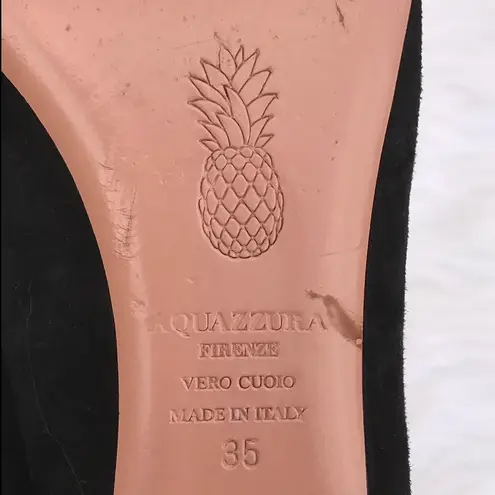 AQUAZZURA
FIRENZE
VERO CUOIO
MADE IN ITALY
35